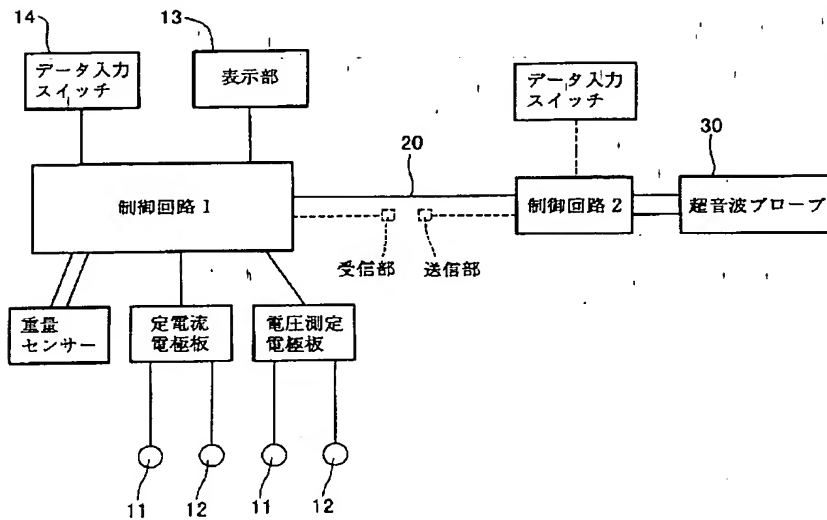 14
13
データ入力
スイッチ
表示部
データ入力
スイッチ
20
30
制御回路1
制御回路2
超音波プローブ
受信部
送信部
重量
センサー
定電流
電極板
電圧測定
電極板
11
12
11
12